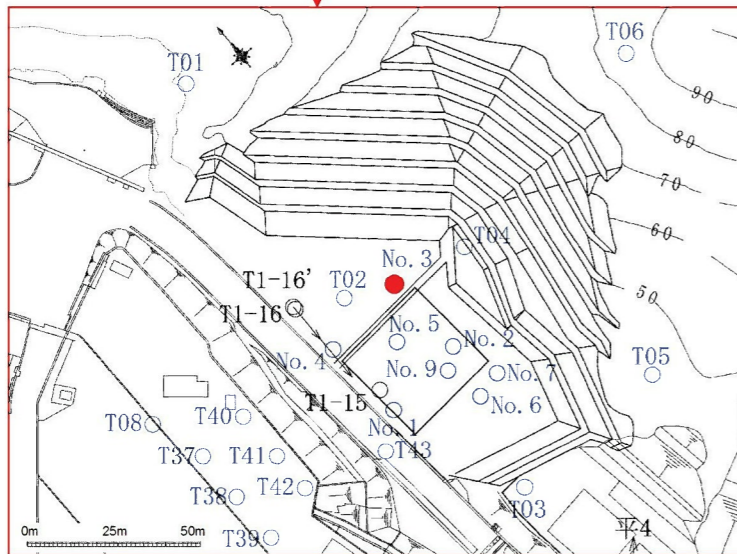 T01
T06
90
80
70
60
50
T04
No. 3
T1-16'
T02
T1-16
No. 5
No. 2
No. 4
No. 9
No. 7
T05
T1-15
No. 6
No. 1
T40
T08
T43
T37
T41
T42
T38
T03
T39
平4
0m 25m 50m